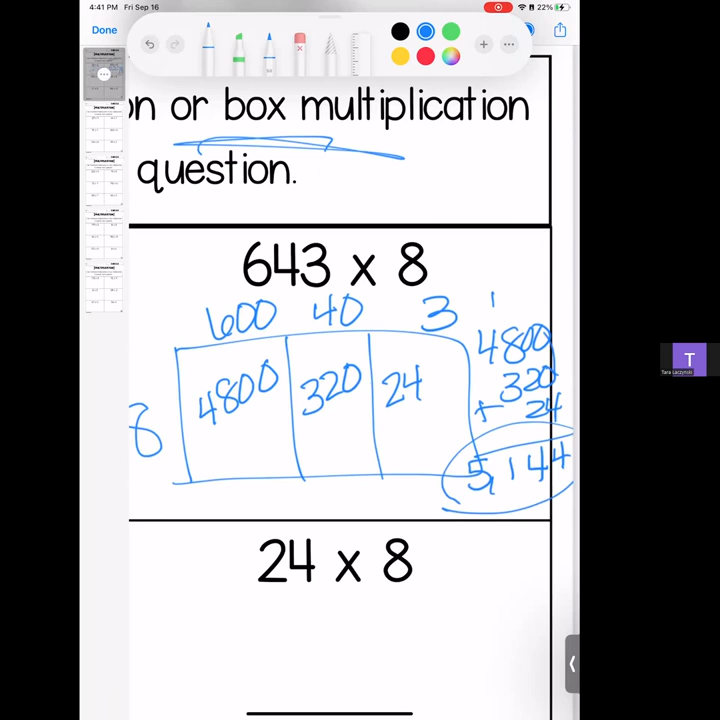 4:41 PM Fri Sep 16
22%
Done
on or box multiplication
question.
643 x 8
600 40 3
1
4800
320
+ 24
5,144
8
4800 320 24
24 x 8
T
Tara Laczynski